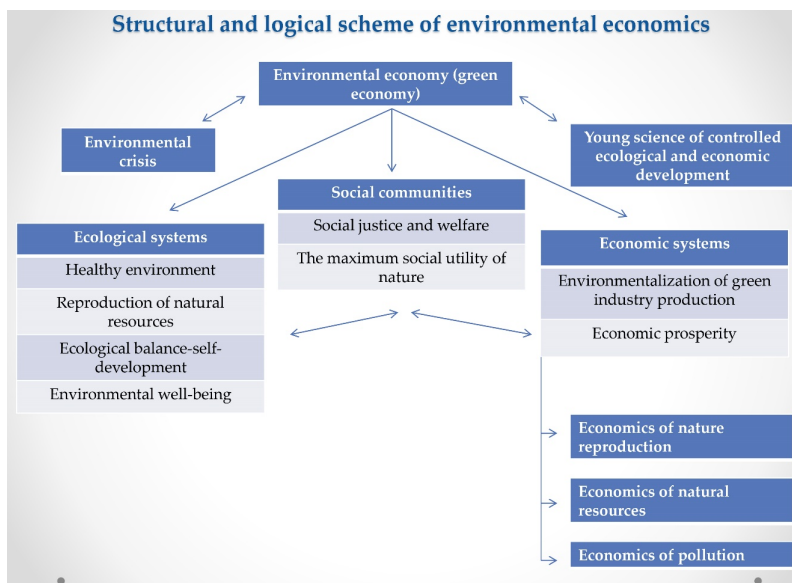 Structural and logical scheme of environmental economics
Environmental economy (green
economy)
Environmental
crisis
Young science of controlled
ecological and economic
development
Social communities
Social justice and welfare
The maximum social utility of
nature
Ecological systems
Healthy environment
Reproduction of natural
resources
Ecological balance-self-
development
Environmental well-being
Economic systems
Environmentalization of green
industry production
Economic prosperity
Economics of nature
reproduction
Economics of natural
resources
Economics of pollution